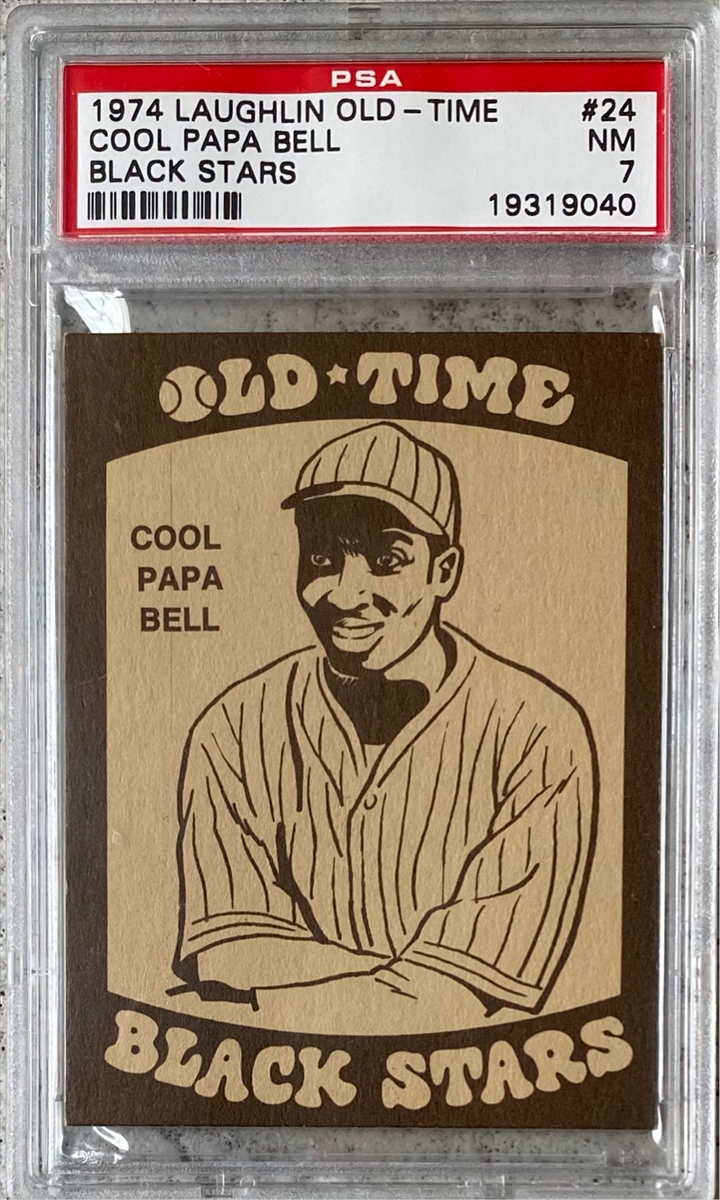 PSA
1974 LAUGHLIN OLD-TIME #24
COOL PAPA BELL NM
BLACK STARS 7
19319040
OLD★TIME
COOL
PAPA
BELL
BLACK STARS